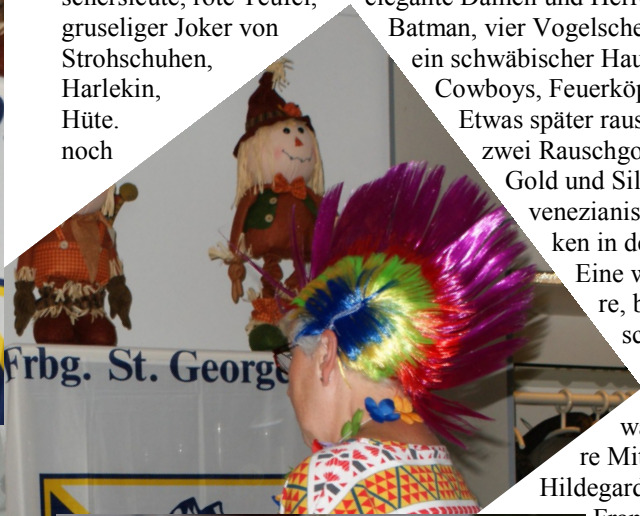 schersleute, rote Teufel,
gruseliger Joker von
Strohschuhen,
Harlekin,
Hüte.
noch
elegante Damen und Herr
Batman, vier Vogelsche
ein schwäbischer Hau
Cowboys, Feuerköp
Etwas später raus
zwei Rauschgo
Gold und Sil
venezianis
ken in d
Eine v
re, b
sc
wa
re Mit
Hildegard
Fran
Frbg. St. George